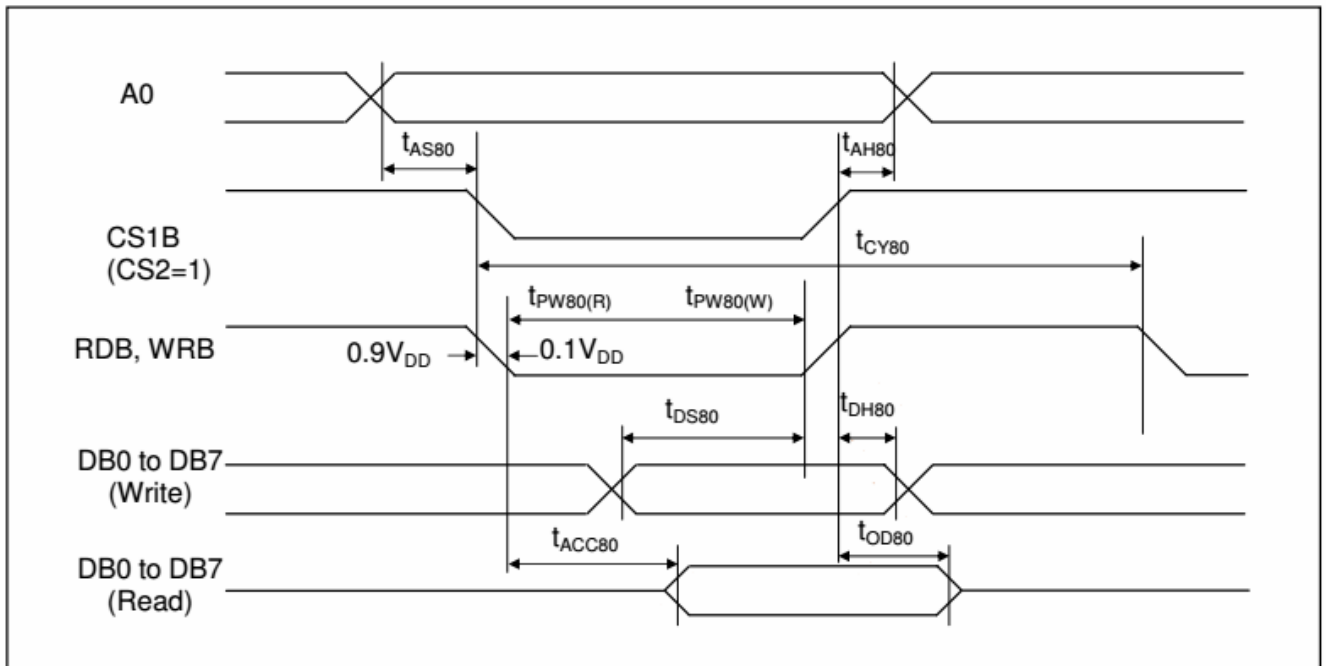 A0
tAS80
tAH80
CS1B
(CS2=1)
tCY80
tPW80(R) tPW80(W)
RDB, WRB
0.9VDD
0.1VDD
tDS80
tDH80
DB0 to DB7
(Write)
tACC80
tOD80
DB0 to DB7
(Read)